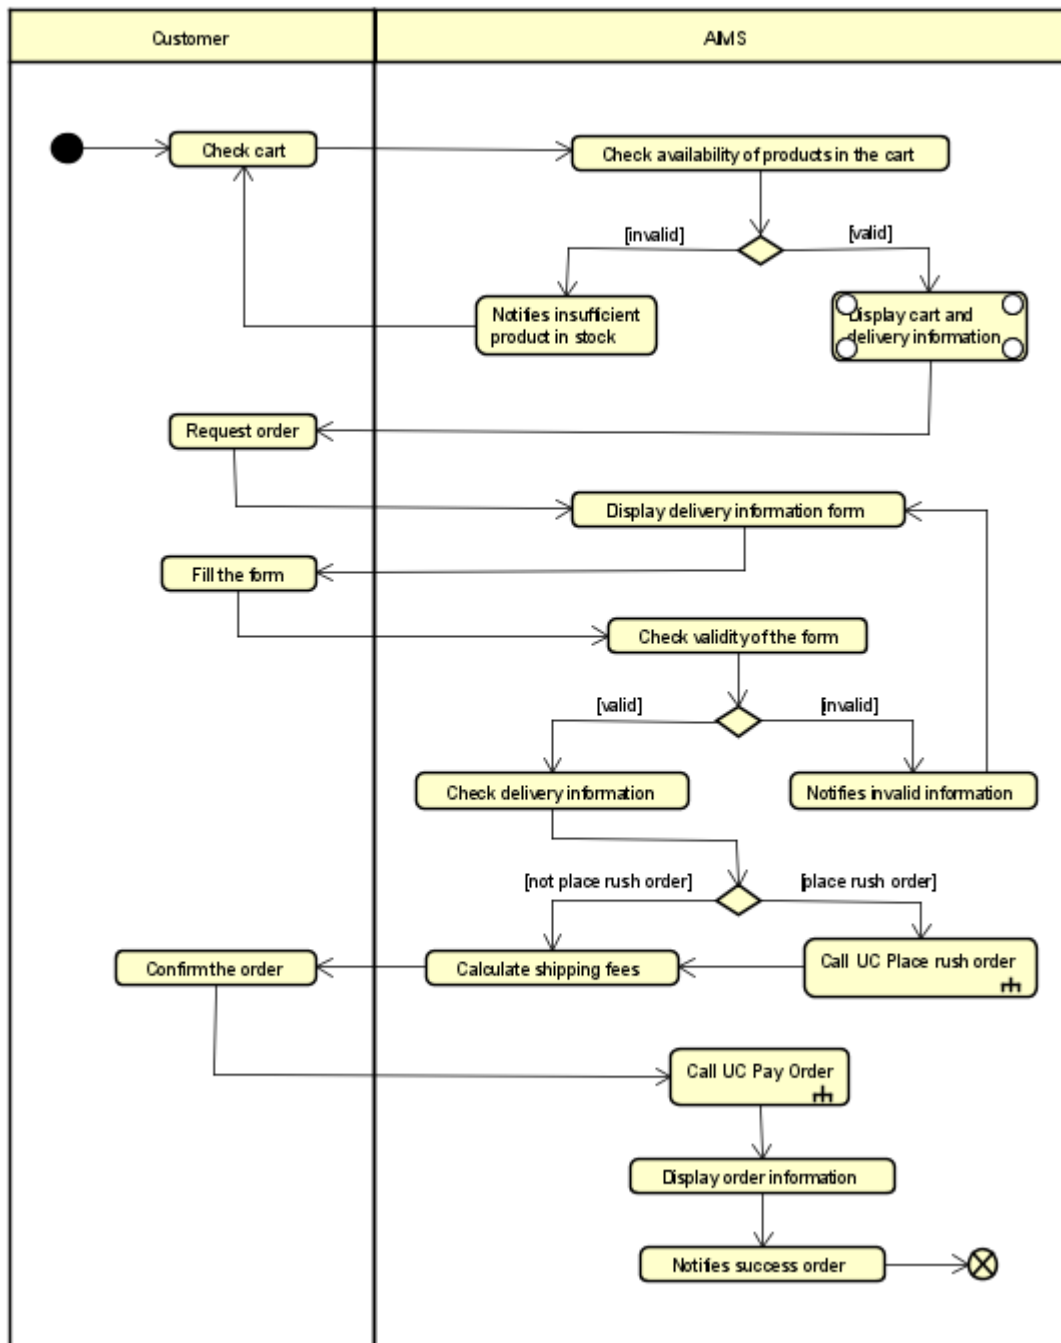 Customer
AIMS
Check cart
Check availability of products in the cart
[invalid]
[valid]
Notifies insufficient
product in stock
Display cart and
delivery information
Request order
Display delivery information form
Fill the form
Check validity of the form
[valid]
[invalid]
Check delivery information
Notifies invalid information
[not place rush order]
[place rush order]
Confirm the order
Calculate shipping fees
Call UC Place rush order
Call UC Pay Order
Display order information
Notifies success order